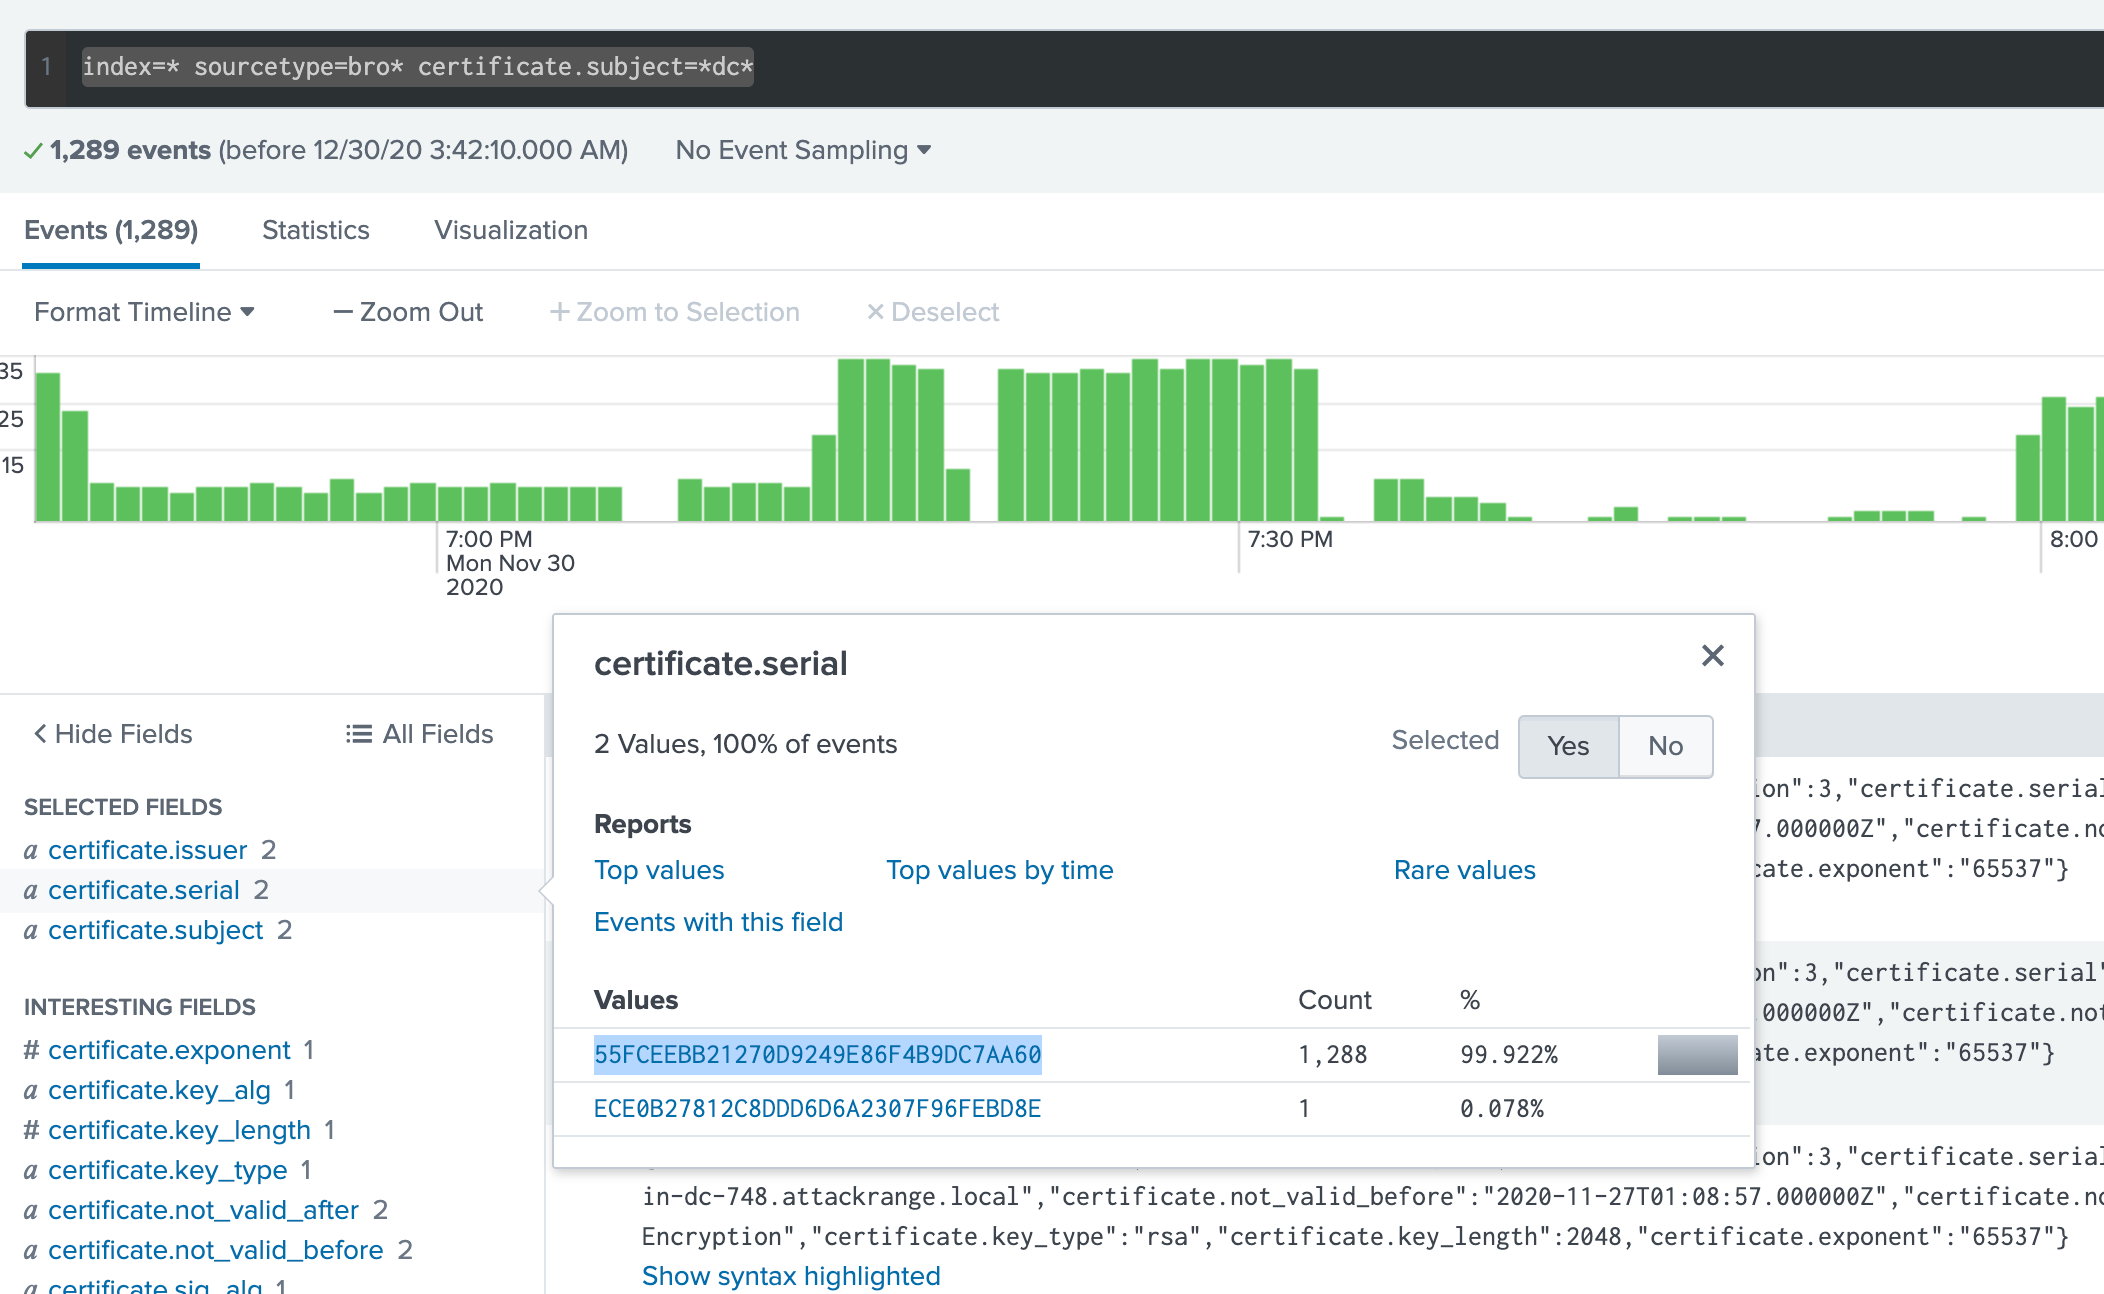 1 index=* sourcetype=bro* certificate.subject=*dc*
1,289 events (before 12/30/20 3:42:10.000 AM) No Event Sampling
Events (1,289) Statistics Visualization
Format Timeline — Zoom Out + Zoom to Selection × Deselect
35
25
15
7:00 PM
Mon Nov 30
2020
7:30 PM
8:00
certificate.serial
2 Values, 100% of events
Selected Yes No
Reports
Top values Top values by time Rare values
Events with this field
Values Count %
55FCEEBB21270D9249E86F4B9DC7AA60 1,288 99.922%
ECE0B27812C8DDD6D6A2307F96FEBD8E 1 0.078%
< Hide Fields All Fields
SELECTED FIELDS
a certificate.issuer 2
a certificate.serial 2
a certificate.subject 2
INTERESTING FIELDS
# certificate.exponent 1
a certificate.key_alg 1
# certificate.key_length 1
a certificate.key_type 1
a certificate.not_valid_after 2
a certificate.not_valid_before 2
a certificate.sig_alg 1
ion":3,"certificate.serial
7.000000Z","certificate.no
cate.exponent":"65537"}
on":3,"certificate.serial"
.000000Z","certificate.not
ate.exponent":"65537"}
ion":3,"certificate.serial
in-dc-748.attackrange.local","certificate.not_valid_before":"2020-11-27T01:08:57.000000Z","certificate.no
Encryption","certificate.key_type":"rsa","certificate.key_length":2048,"certificate.exponent":"65537"}
Show syntax highlighted